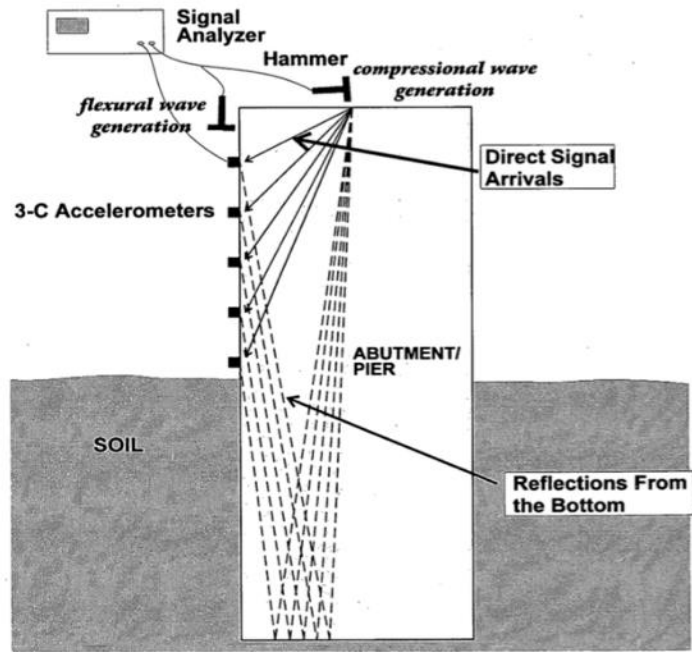 Signal
Analyzer
Hammer
compressional wave
generation
flexural wave
generation
Direct Signal
Arrivals
3-C Accelerometers
ABUTMENT/
PIER
SOIL
Reflections From
the Bottom